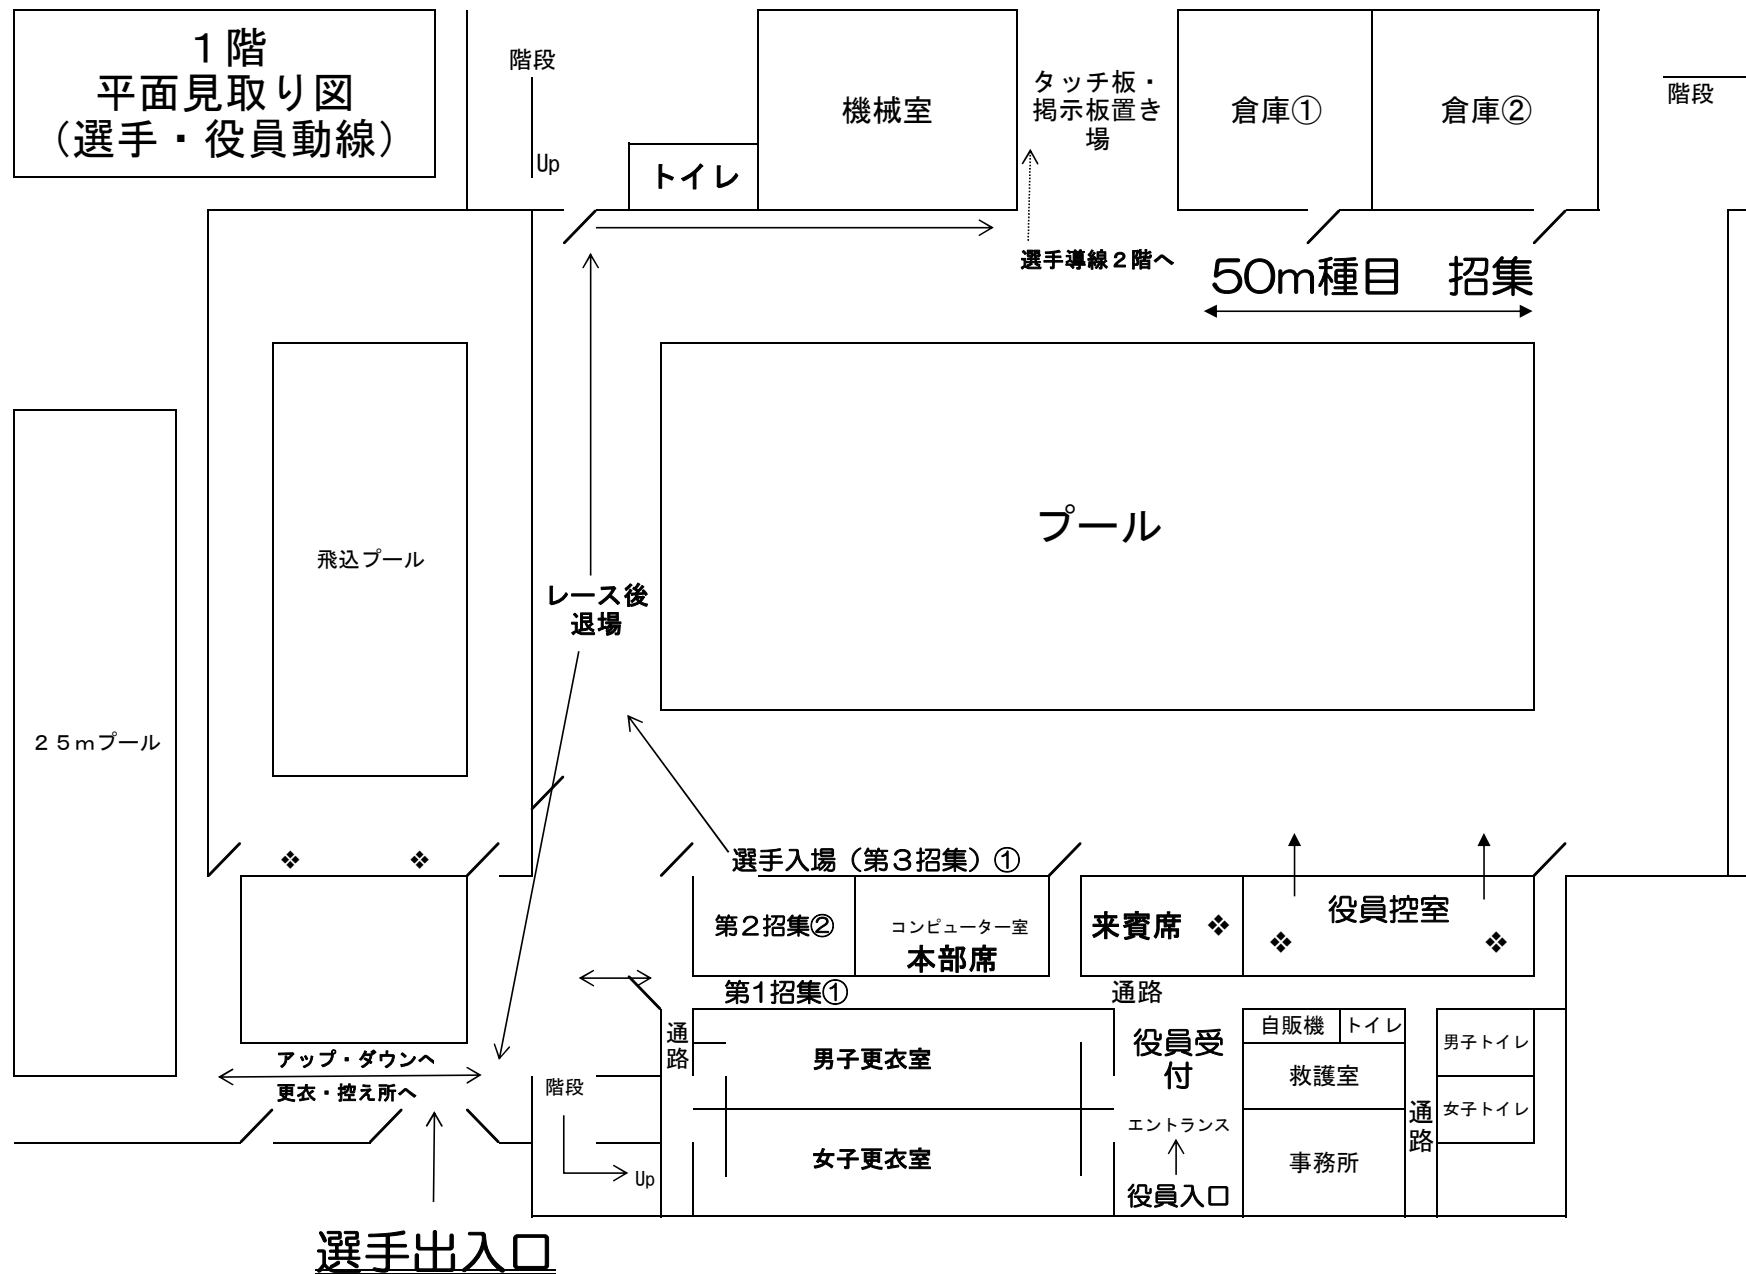 １階
平面見取り図
（選手・役員動線）
階段
Up
トイレ
機械室
タッチ板・
掲示板置き
場
倉庫①
倉庫②
階段
選手導線２階へ
50m種目　招集
プール
飛込プール
レース後
退場
２５ｍプール
❖
❖
選手入場（第３招集）①
第２招集②
コンピューター室
本部席
来賓席　❖
役員控室
❖
❖
第1招集①
通路
通
路
男子更衣室
女子更衣室
役員受
付
エントランス
役員入口
自販機
トイレ
救護室
事務所
通
路
男子トイレ
女子トイレ
アップ・ダウンへ
更衣・控え所へ
階段
Up
選手出入口